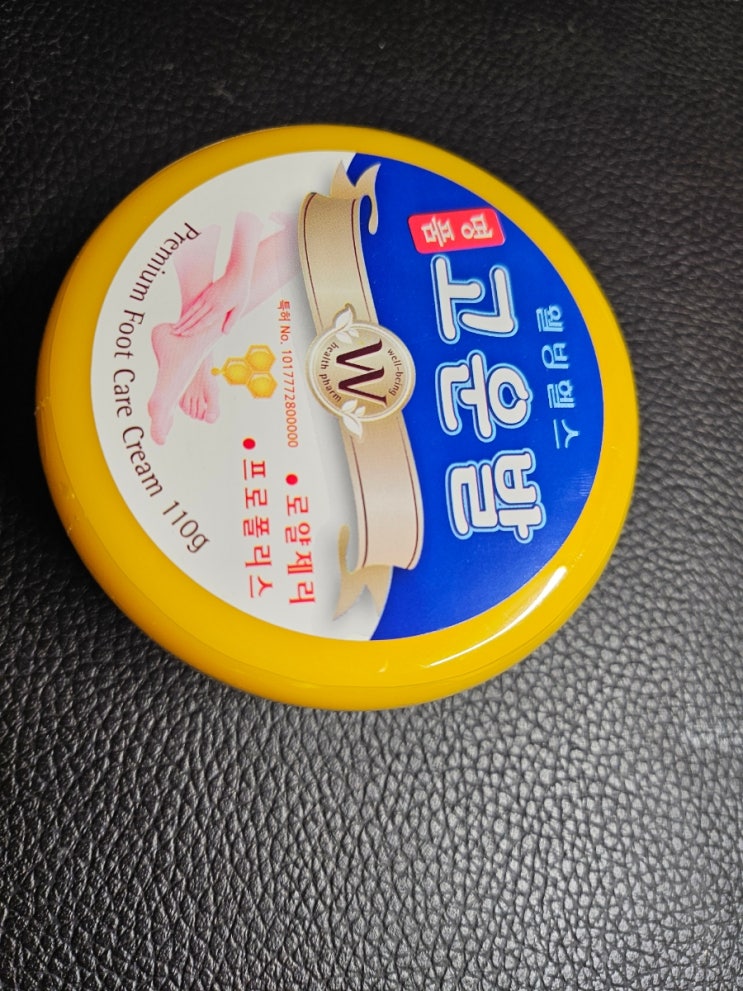 웰빙헬스
명품
고운발
well-being
W
health pharm
특허 No. 1017772800000
• 로얄제리
• 프로폴리스
Premium Foot Care Cream 110g